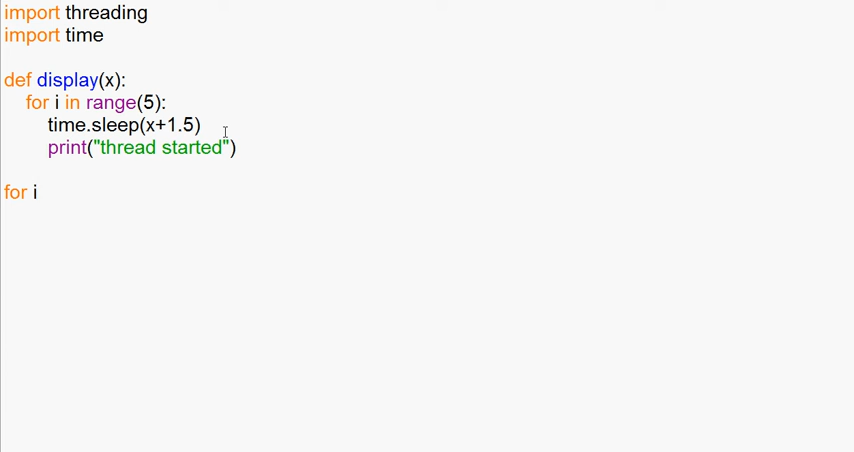 import threading
import time
def display(x):
for i in range(5):
time.sleep(x+1.5)
print("thread started")
for i